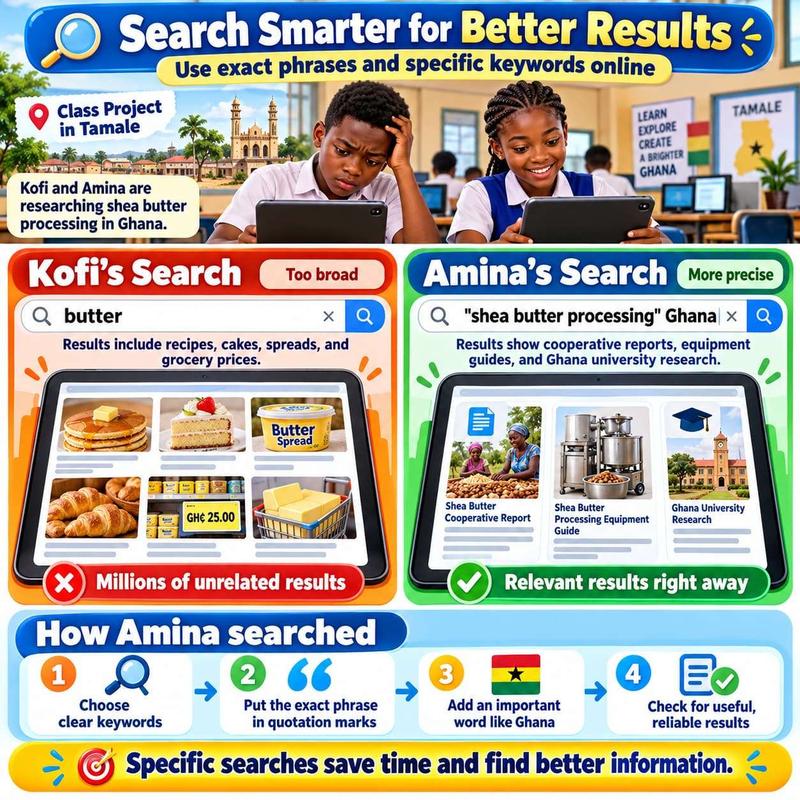 Search Smarter for Better Results
Use exact phrases and specific keywords online
Class Project
in Tamale
Kofi and Amina are
researching shea butter
processing in Ghana.
LEARN
EXPLORE
CREATE
A BRIGHTER
GHANA
TAMALE
Kofi's Search
Too broad
butter
Results include recipes, cakes, spreads, and
grocery prices.
Butter
Spread
GH₵ 25.00
Millions of unrelated results
Amina's Search
More precise
"shea butter processing" Ghana
Results show cooperative reports, equipment
guides, and Ghana university research.
Shea Butter
Cooperative Report
Shea Butter
Processing Equipment
Guide
Ghana University
Research
Relevant results right away
How Amina searched
1
Choose
clear keywords
2
Put the exact phrase
in quotation marks
3
Add an important
word like Ghana
4
Check for useful,
reliable results
Specific searches save time and find better information.